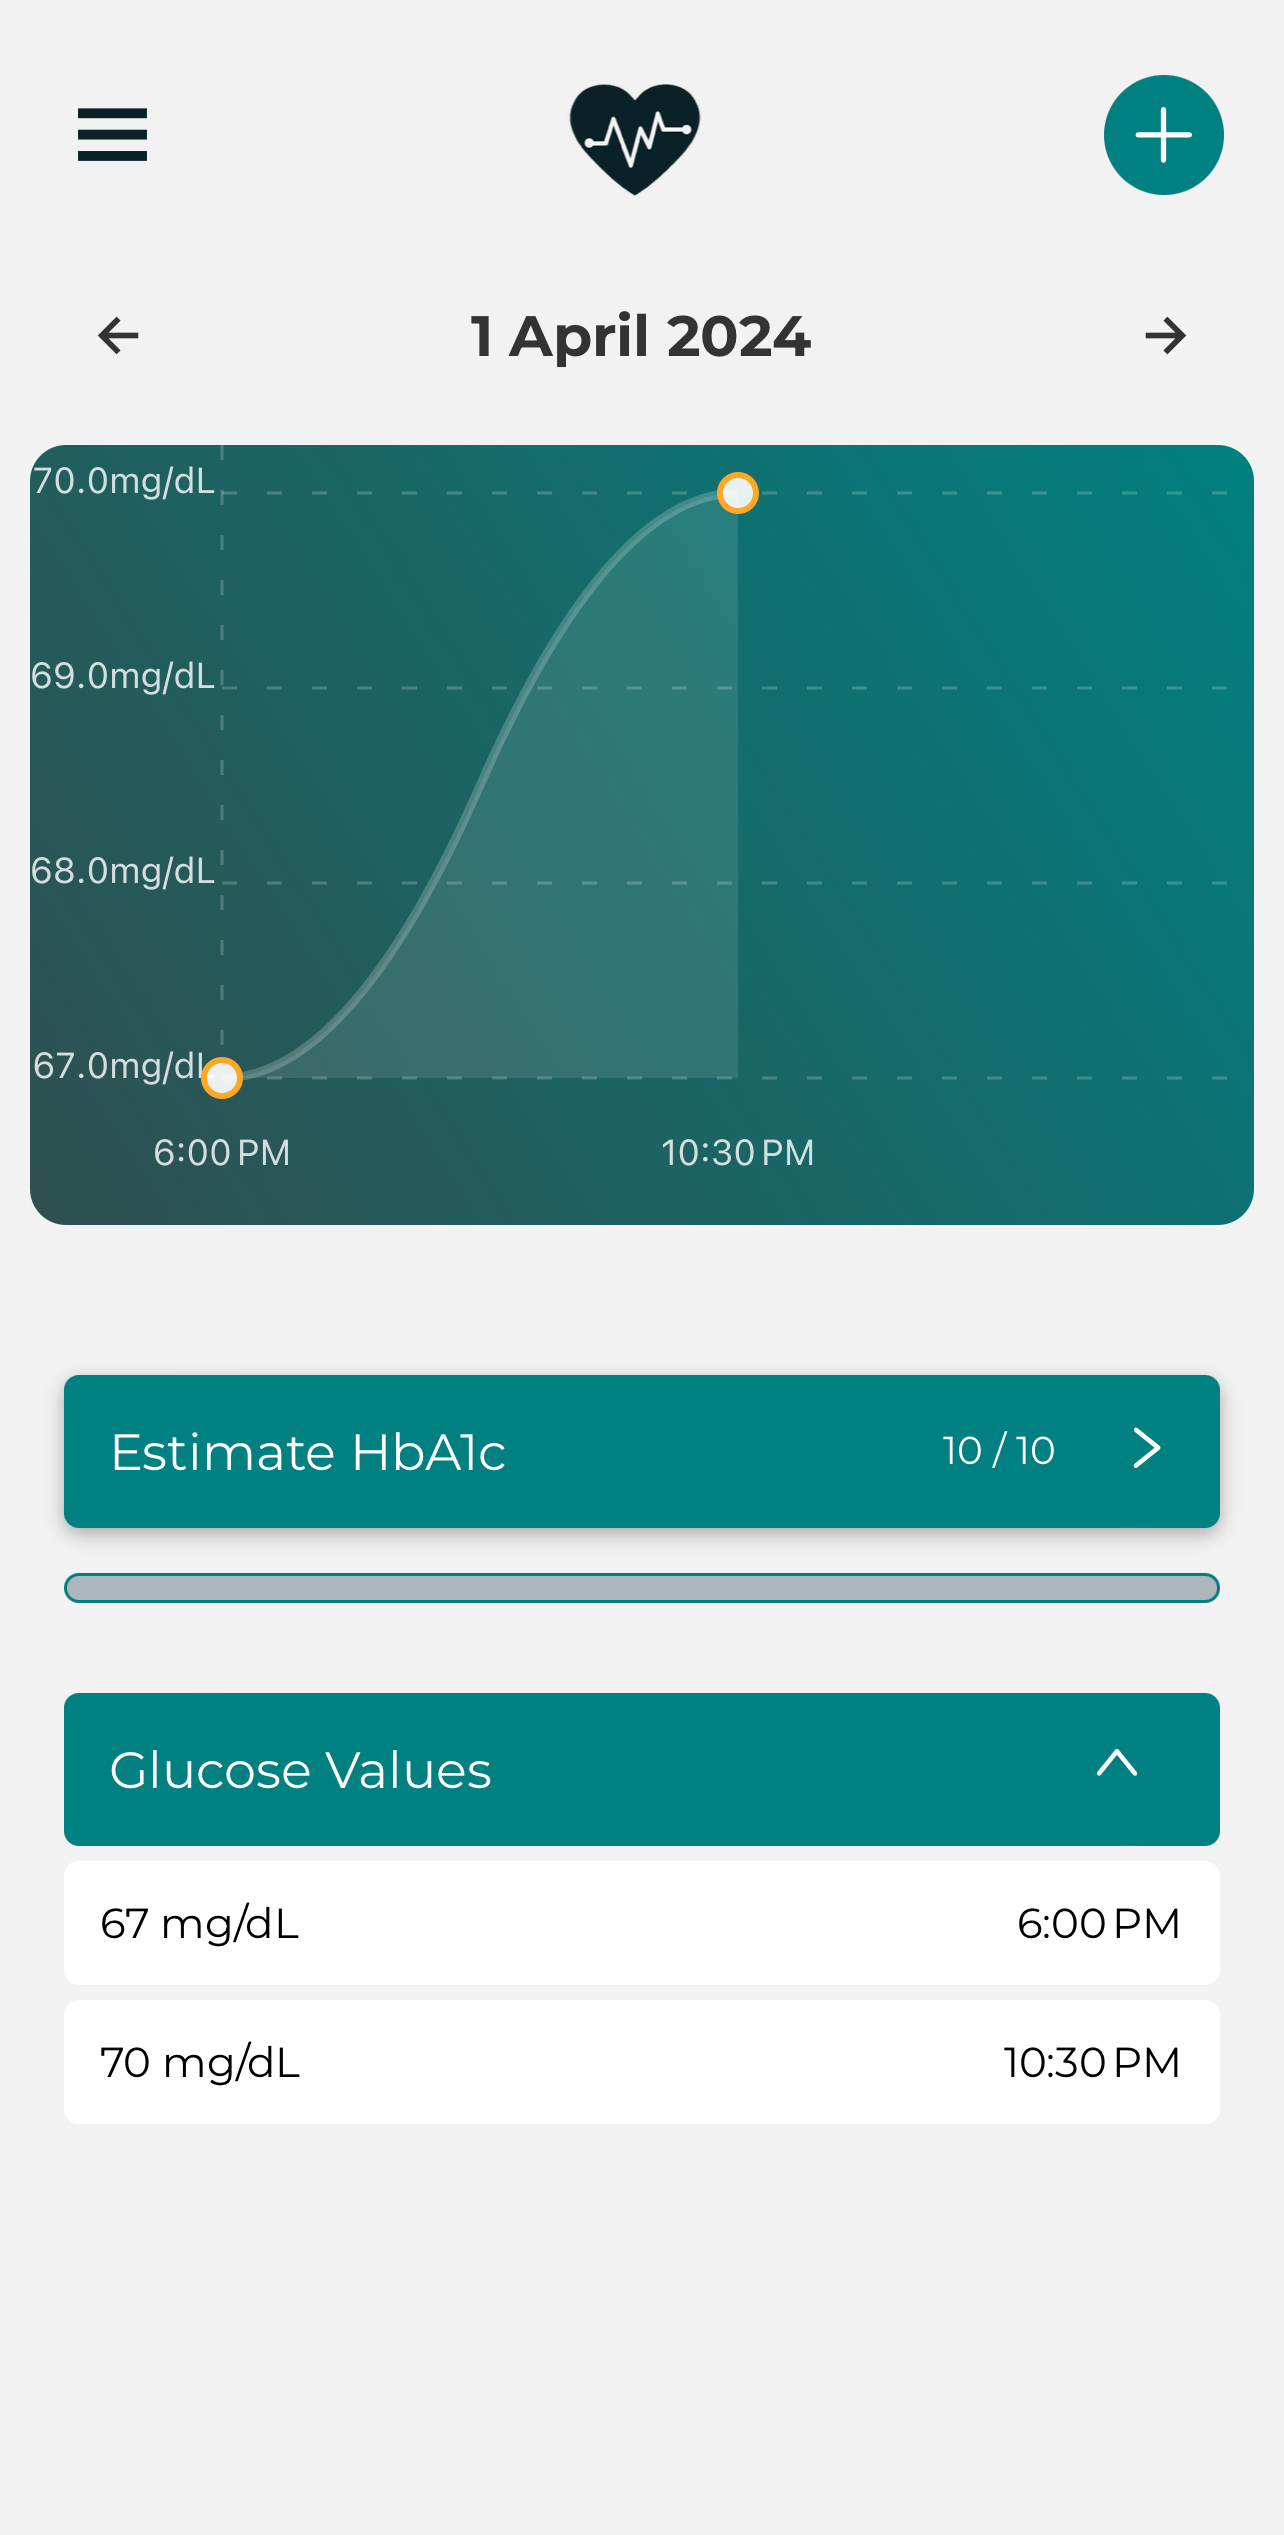 1 April 2024
70.0mg/dL
69.0mg/dL
68.0mg/dL
67.0mg/dL
6:00 PM 10:30 PM
Estimate HbA1c 10 / 10
Glucose Values
67 mg/dL 6:00 PM
70 mg/dL 10:30 PM